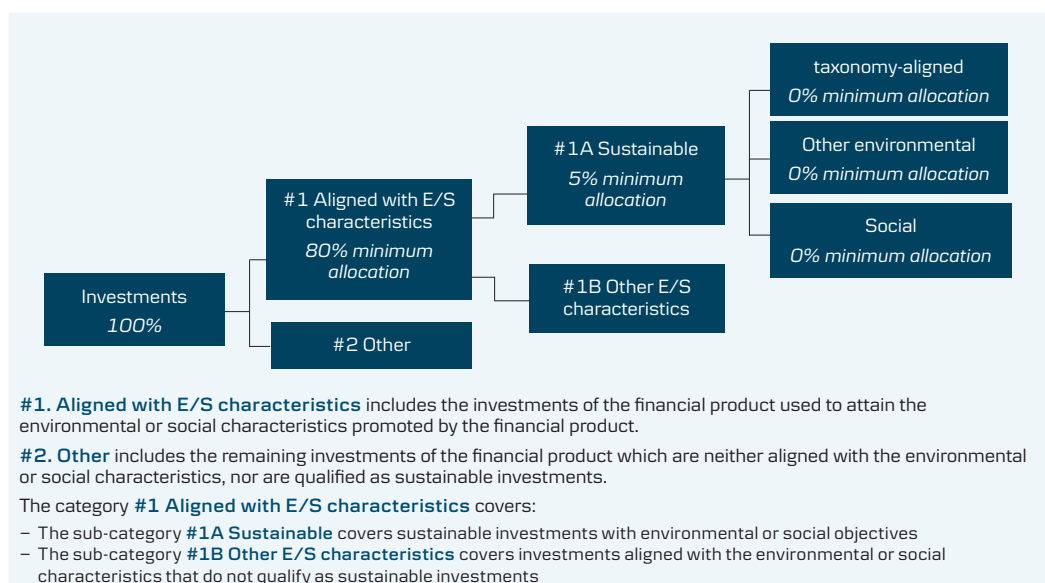 taxonomy-aligned
0% minimum allocation
Other environmental
0% minimum allocation
Social
0% minimum allocation
#1A Sustainable
5% minimum
allocation
#1B Other E/S
characteristics
#1 Aligned with E/S
characteristics
80% minimum
allocation
#2 Other
Investments
100%
#1. Aligned with E/S characteristics includes the investments of the financial product used to attain the
environmental or social characteristics promoted by the financial product.
#2. Other includes the remaining investments of the financial product which are neither aligned with the environmental
or social characteristics, nor are qualified as sustainable investments.
The category #1 Aligned with E/S characteristics covers:
– The sub-category #1A Sustainable covers sustainable investments with environmental or social objectives
– The sub-category #1B Other E/S characteristics covers investments aligned with the environmental or social
characteristics that do not qualify as sustainable investments